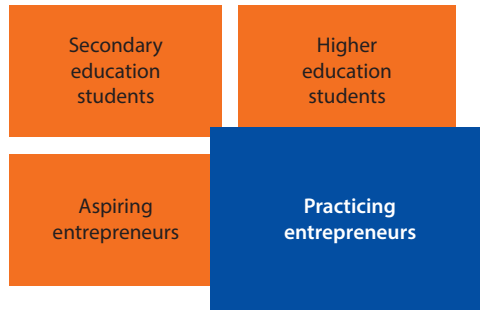 Secondary
education
students
Higher
education
students
Aspiring
entrepreneurs
Practicing
entrepreneurs